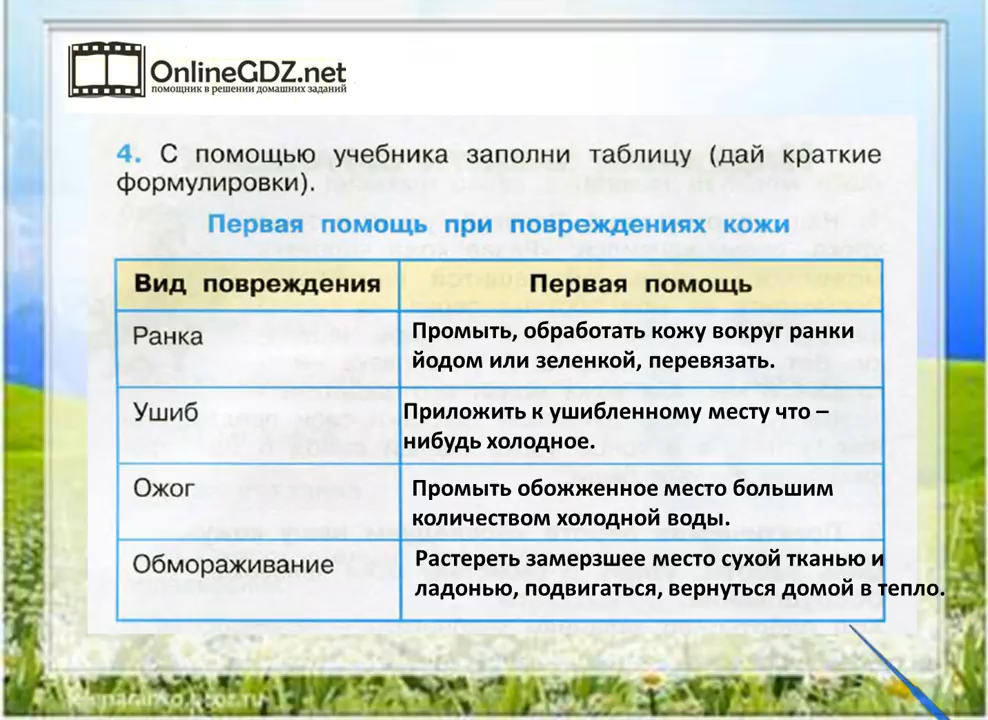 OnlineGDZ.net
помощник в решении домашних заданий
4. С помощью учебника заполни таблицу (дай краткие
формулировки).
Первая помощь при повреждениях кожи
Вид повреждения
Первая помощь
Ранка
Промыть, обработать кожу вокруг ранки
йодом или зеленкой, перевязать.
Ушиб
Приложить к ушибленному месту что –
нибудь холодное.
Ожог
Промыть обожженное место большим
количеством холодной воды.
Обмораживание
Растереть замерзшее место сухой тканью и
ладонью, подвигаться, вернуться домой в тепло.